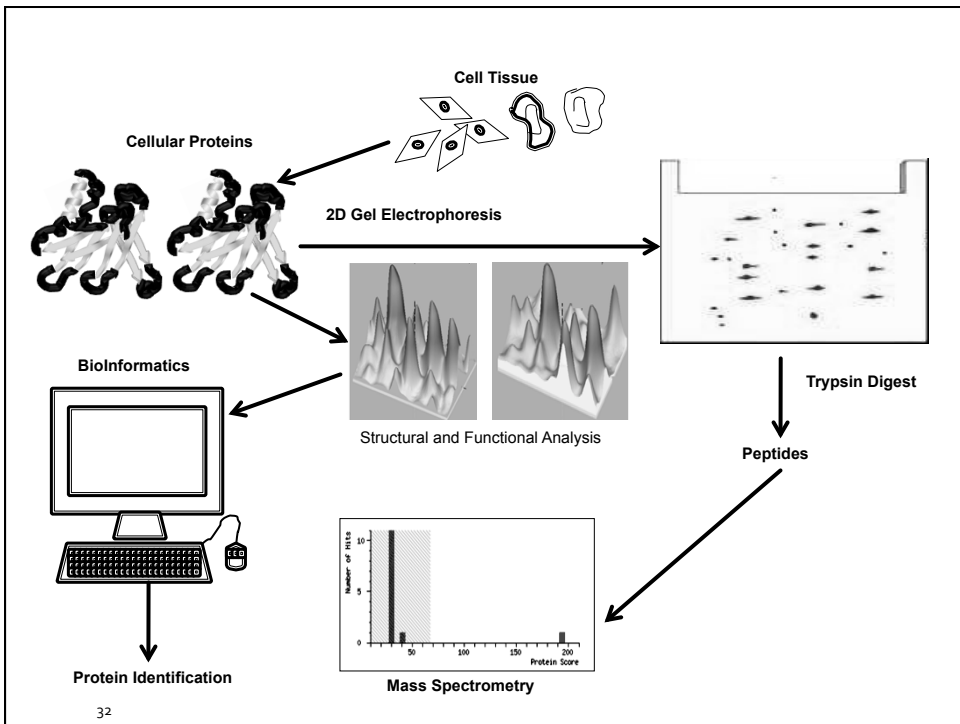 Cell Tissue
Cellular Proteins
2D Gel Electrophoresis
BioInformatics
Trypsin Digest
Structural and Functional Analysis
Peptides
Number of Hits
10
5
0
50
100
150
200
Protein Score
Protein Identification
Mass Spectrometry
32